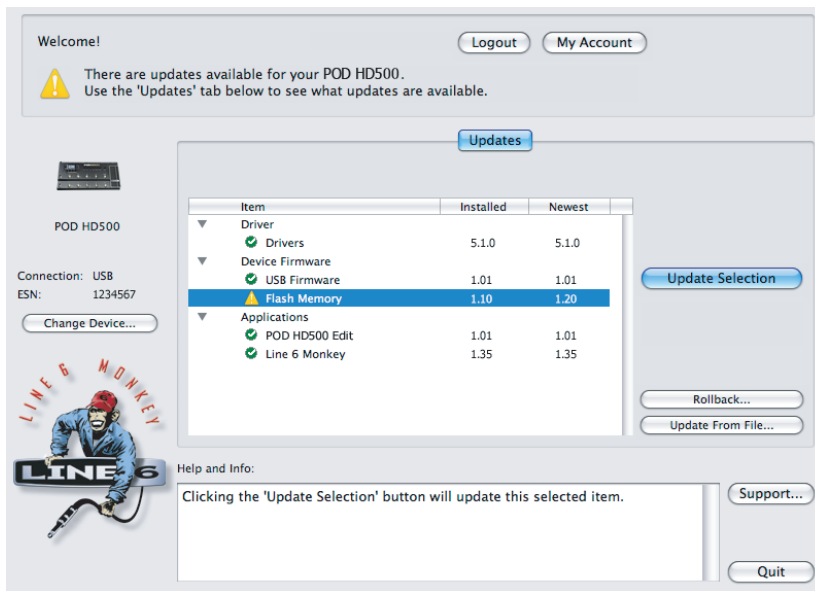 Welcome!
Logout
My Account
There are updates available for your POD HD500.
Use the 'Updates' tab below to see what updates are available.
Updates
POD HD500
Connection: USB
ESN: 1234567
Change Device...
LINE 6 MONKEY
LINE 6
Item Installed Newest
Driver
Drivers 5.1.0 5.1.0
Device Firmware
USB Firmware 1.01 1.01
Flash Memory 1.10 1.20
Applications
POD HD500 Edit 1.01 1.01
Line 6 Monkey 1.35 1.35
Update Selection
Rollback...
Update From File...
Help and Info:
Clicking the 'Update Selection' button will update this selected item.
Support...
Quit